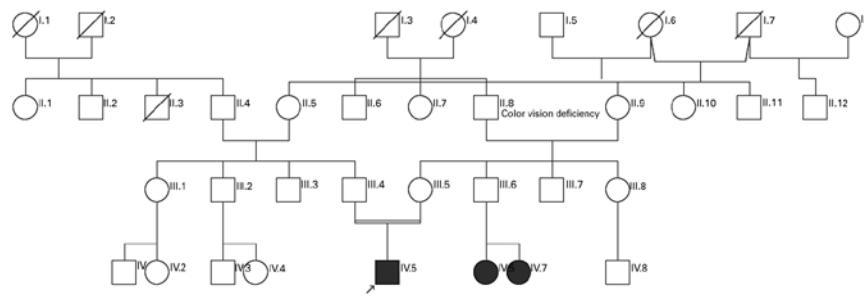 I.1
I.2
I.3
I.4
I.5
I.6
I.7
II.1
II.2
II.3
II.4
II.5
II.6
II.7
II.8
II.9
II.10
II.11
II.12
Color vision deficiency
III.1
III.2
III.3
III.4
III.5
III.6
III.7
III.8
IV.2
IV.3
IV.4
IV.5
IV.7
IV.8